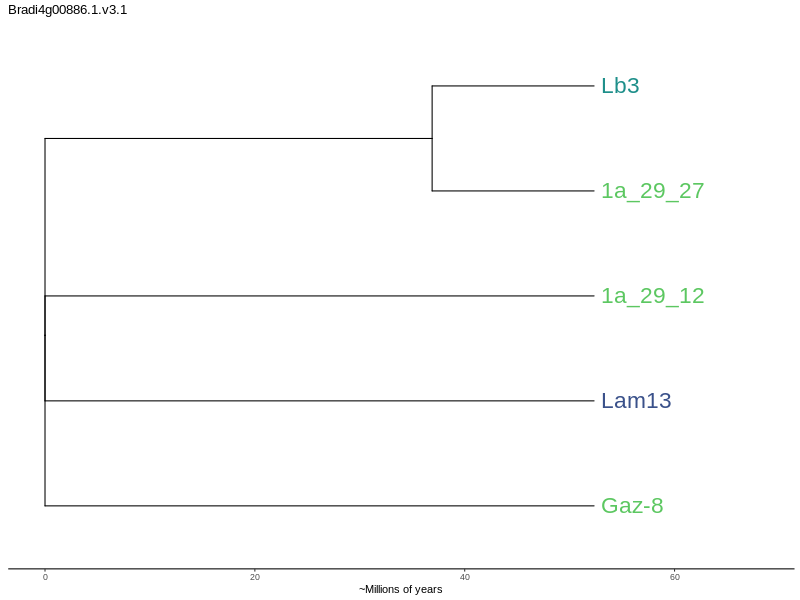 Bradi4g00886.1.v3.1
Lb3
1a_29_27
1a_29_12
Lam13
Gaz-8
0 20 40 60
~Millions of years